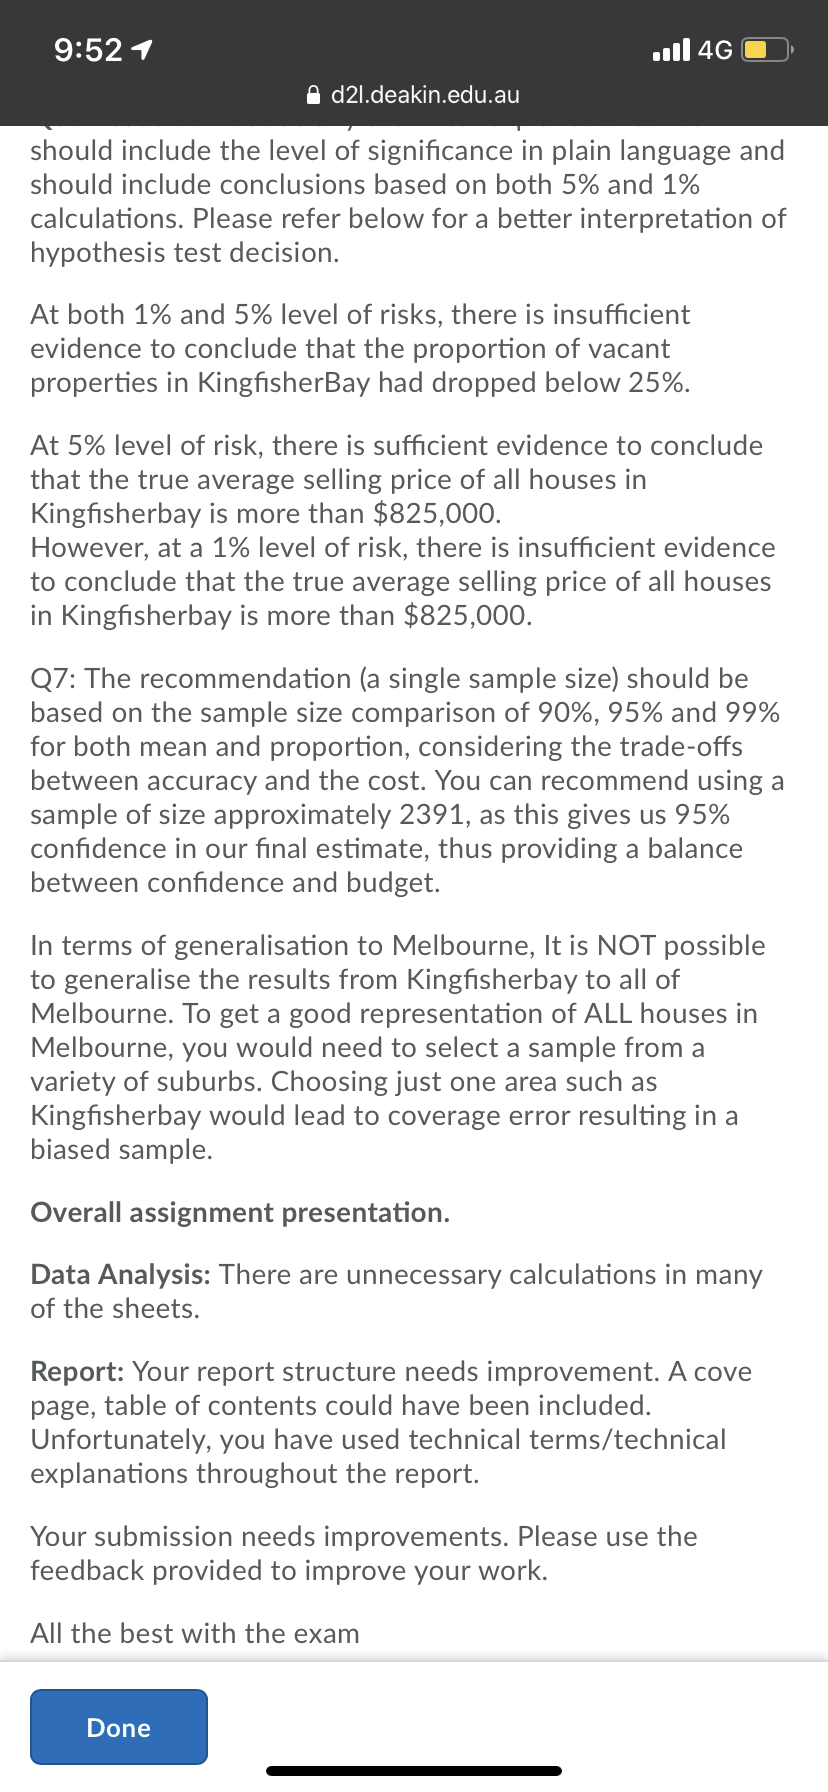 9:52
4G
d2l.deakin.edu.au
should include the level of significance in plain language and
should include conclusions based on both 5% and 1%
calculations. Please refer below for a better interpretation of
hypothesis test decision.
At both 1% and 5% level of risks, there is insufficient
evidence to conclude that the proportion of vacant
properties in KingfisherBay had dropped below 25%.
At 5% level of risk, there is sufficient evidence to conclude
that the true average selling price of all houses in
Kingfisherbay is more than $825,000.
However, at a 1% level of risk, there is insufficient evidence
to conclude that the true average selling price of all houses
in Kingfisherbay is more than $825,000.
Q7: The recommendation (a single sample size) should be
based on the sample size comparison of 90%, 95% and 99%
for both mean and proportion, considering the trade-offs
between accuracy and the cost. You can recommend using a
sample of size approximately 2391, as this gives us 95%
confidence in our final estimate, thus providing a balance
between confidence and budget.
In terms of generalisation to Melbourne, It is NOT possible
to generalise the results from Kingfisherbay to all of
Melbourne. To get a good representation of ALL houses in
Melbourne, you would need to select a sample from a
variety of suburbs. Choosing just one area such as
Kingfisherbay would lead to coverage error resulting in a
biased sample.
Overall assignment presentation.
Data Analysis: There are unnecessary calculations in many
of the sheets.
Report: Your report structure needs improvement. A cove
page, table of contents could have been included.
Unfortunately, you have used technical terms/technical
explanations throughout the report.
Your submission needs improvements. Please use the
feedback provided to improve your work.
All the best with the exam
Done